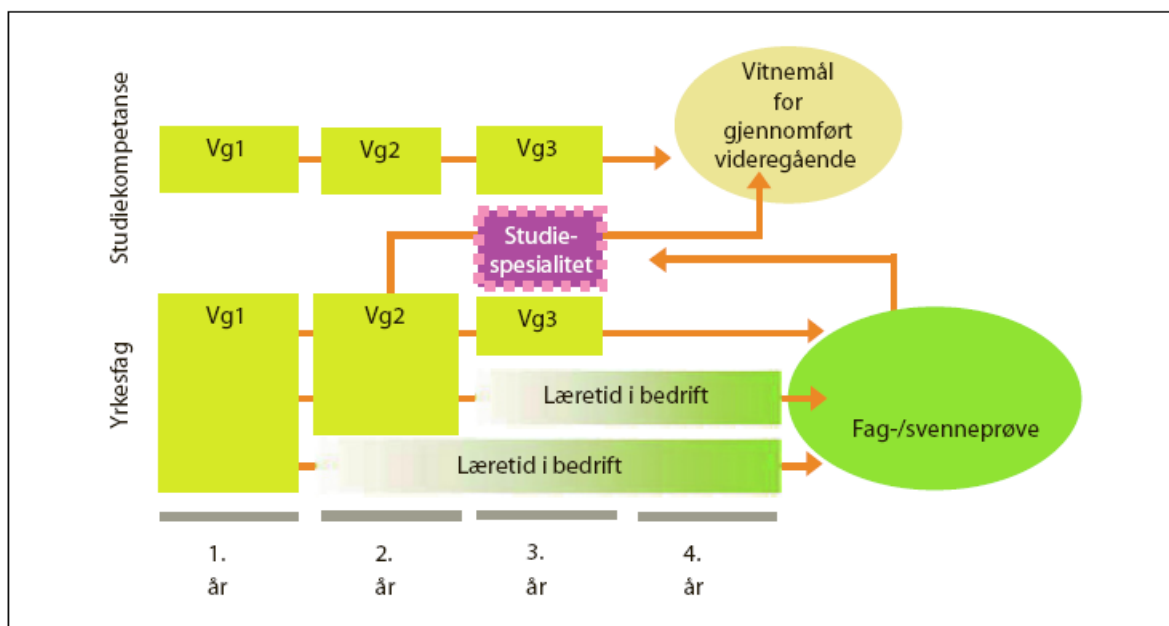 Studiekompetanse
Vg1
Vg2
Vg3
Vitnemål
for
gjennomført
videregående
Studie-
spesialitet
Yrkesfag
Vg1
Vg2
Vg3
Læretid i bedrift
Læretid i bedrift
Fag-/svenneprøve
1.
år
2.
år
3.
år
4.
år